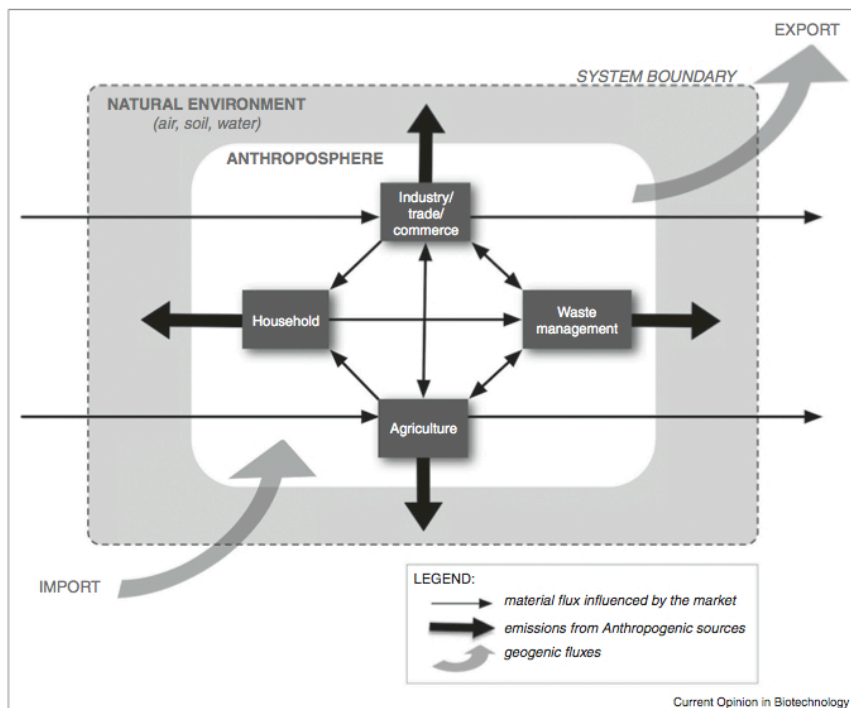 EXPORT
SYSTEM BOUNDARY
NATURAL ENVIRONMENT
(air, soil, water)
ANTHROPOSPHERE
Industry/
trade/
commerce
Household
Waste
management
Agriculture
IMPORT
LEGEND:
material flux influenced by the market
emissions from Anthropogenic sources
geogenic fluxes
Current Opinion in Biotechnology